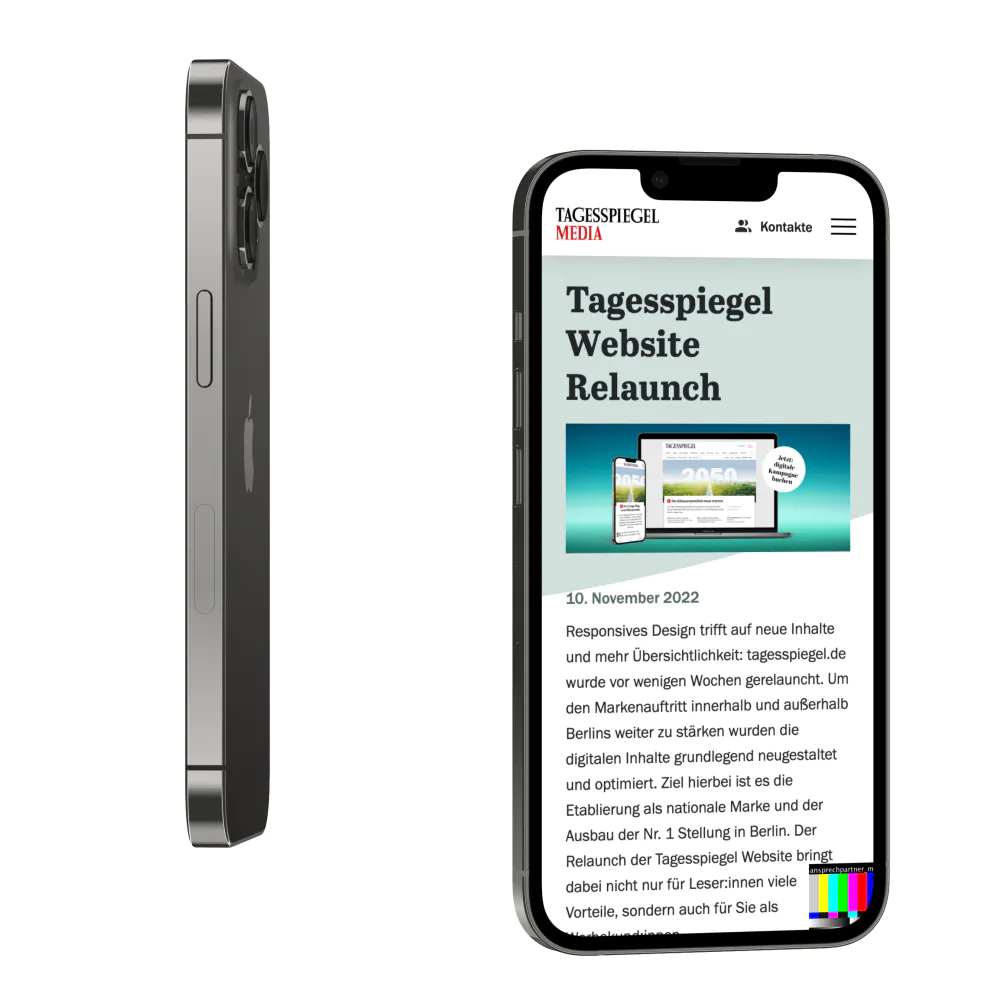 TAGESSPIEGEL
MEDIA
Kontakte
Tagesspiegel
Website
Relaunch
TAGESSPIEGEL
2050
Jetzt:
digitale
Kampagne
buchen
10. November 2022
Responsives Design trifft auf neue Inhalte
und mehr Übersichtlichkeit: tagesspiegel.de
wurde vor wenigen Wochen gerelauncht. Um
den Markenauftritt innerhalb und außerhalb
Berlins weiter zu stärken wurden die
digitalen Inhalte grundlegend neugestaltet
und optimiert. Ziel hierbei ist es die
Etablierung als nationale Marke und der
Ausbau der Nr. 1 Stellung in Berlin. Der
Relaunch der Tagesspiegel Website bringt
dabei nicht nur für Leser:innen viele
Vorteile, sondern auch für Sie als
Werbekund:innen
ansprechpartner_m